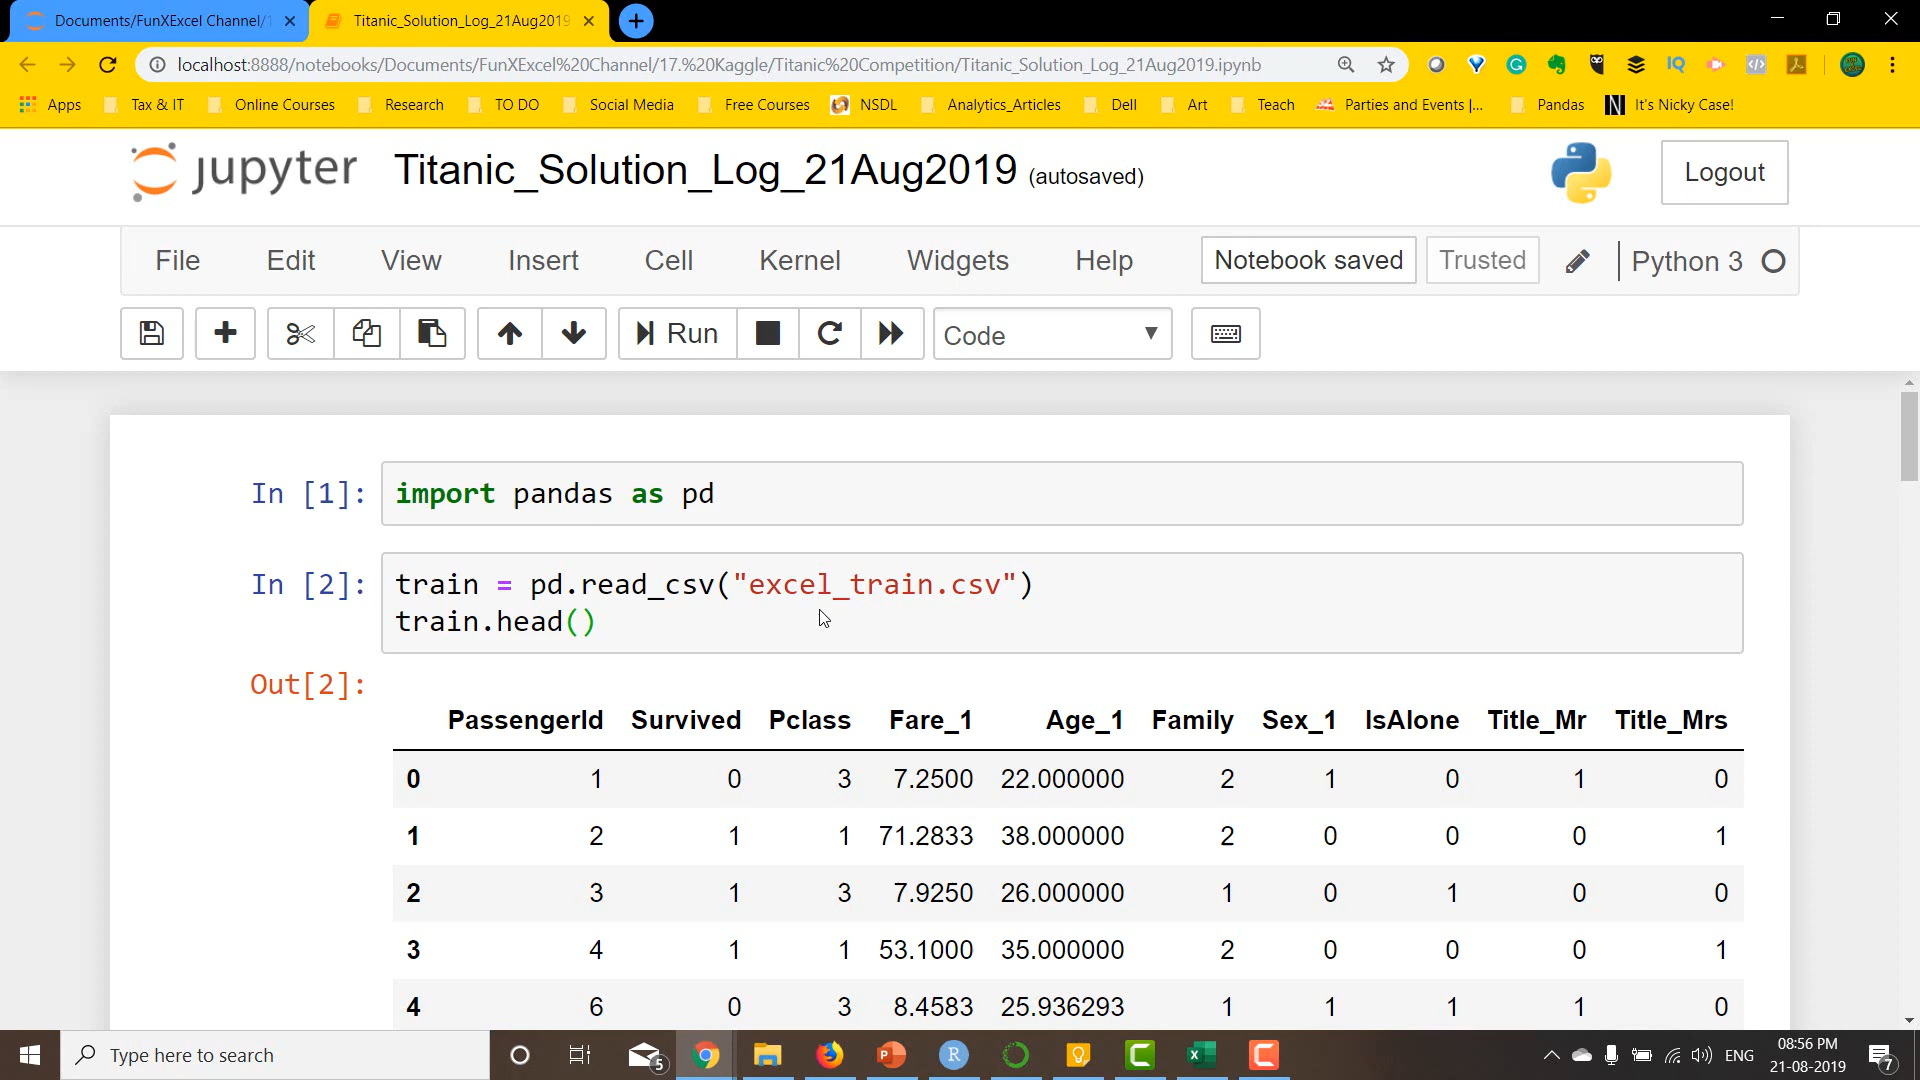 Documents/FunXExcel Channel/1
Titanic_Solution_Log_21Aug2019
localhost:8888/notebooks/Documents/FunXExcel%20Channel/17.%20Kaggle/Titanic%20Competition/Titanic_Solution_Log_21Aug2019.ipynb
IQ
Apps Tax & IT Online Courses Research TO DO Social Media Free Courses NSDL Analytics_Articles Dell Art Teach Parties and Events |... Pandas N It's Nicky Case!
jupyter Titanic_Solution_Log_21Aug2019 (autosaved) Logout
File Edit View Insert Cell Kernel Widgets Help Notebook saved Trusted Python 3
Run Code
In [1]: import pandas as pd
In [2]: train = pd.read_csv("excel_train.csv")
train.head()
Out[2]:
PassengerId Survived Pclass Fare_1 Age_1 Family Sex_1 IsAlone Title_Mr Title_Mrs
0 1 0 3 7.2500 22.000000 2 1 0 1 0
1 2 1 1 71.2833 38.000000 2 0 0 0 1
2 3 1 3 7.9250 26.000000 1 0 1 0 0
3 4 1 1 53.1000 35.000000 2 0 0 0 1
4 6 0 3 8.4583 25.936293 1 1 1 1 0
Type here to search 5 P R C X C ENG 08:56 PM
21-08-2019 7